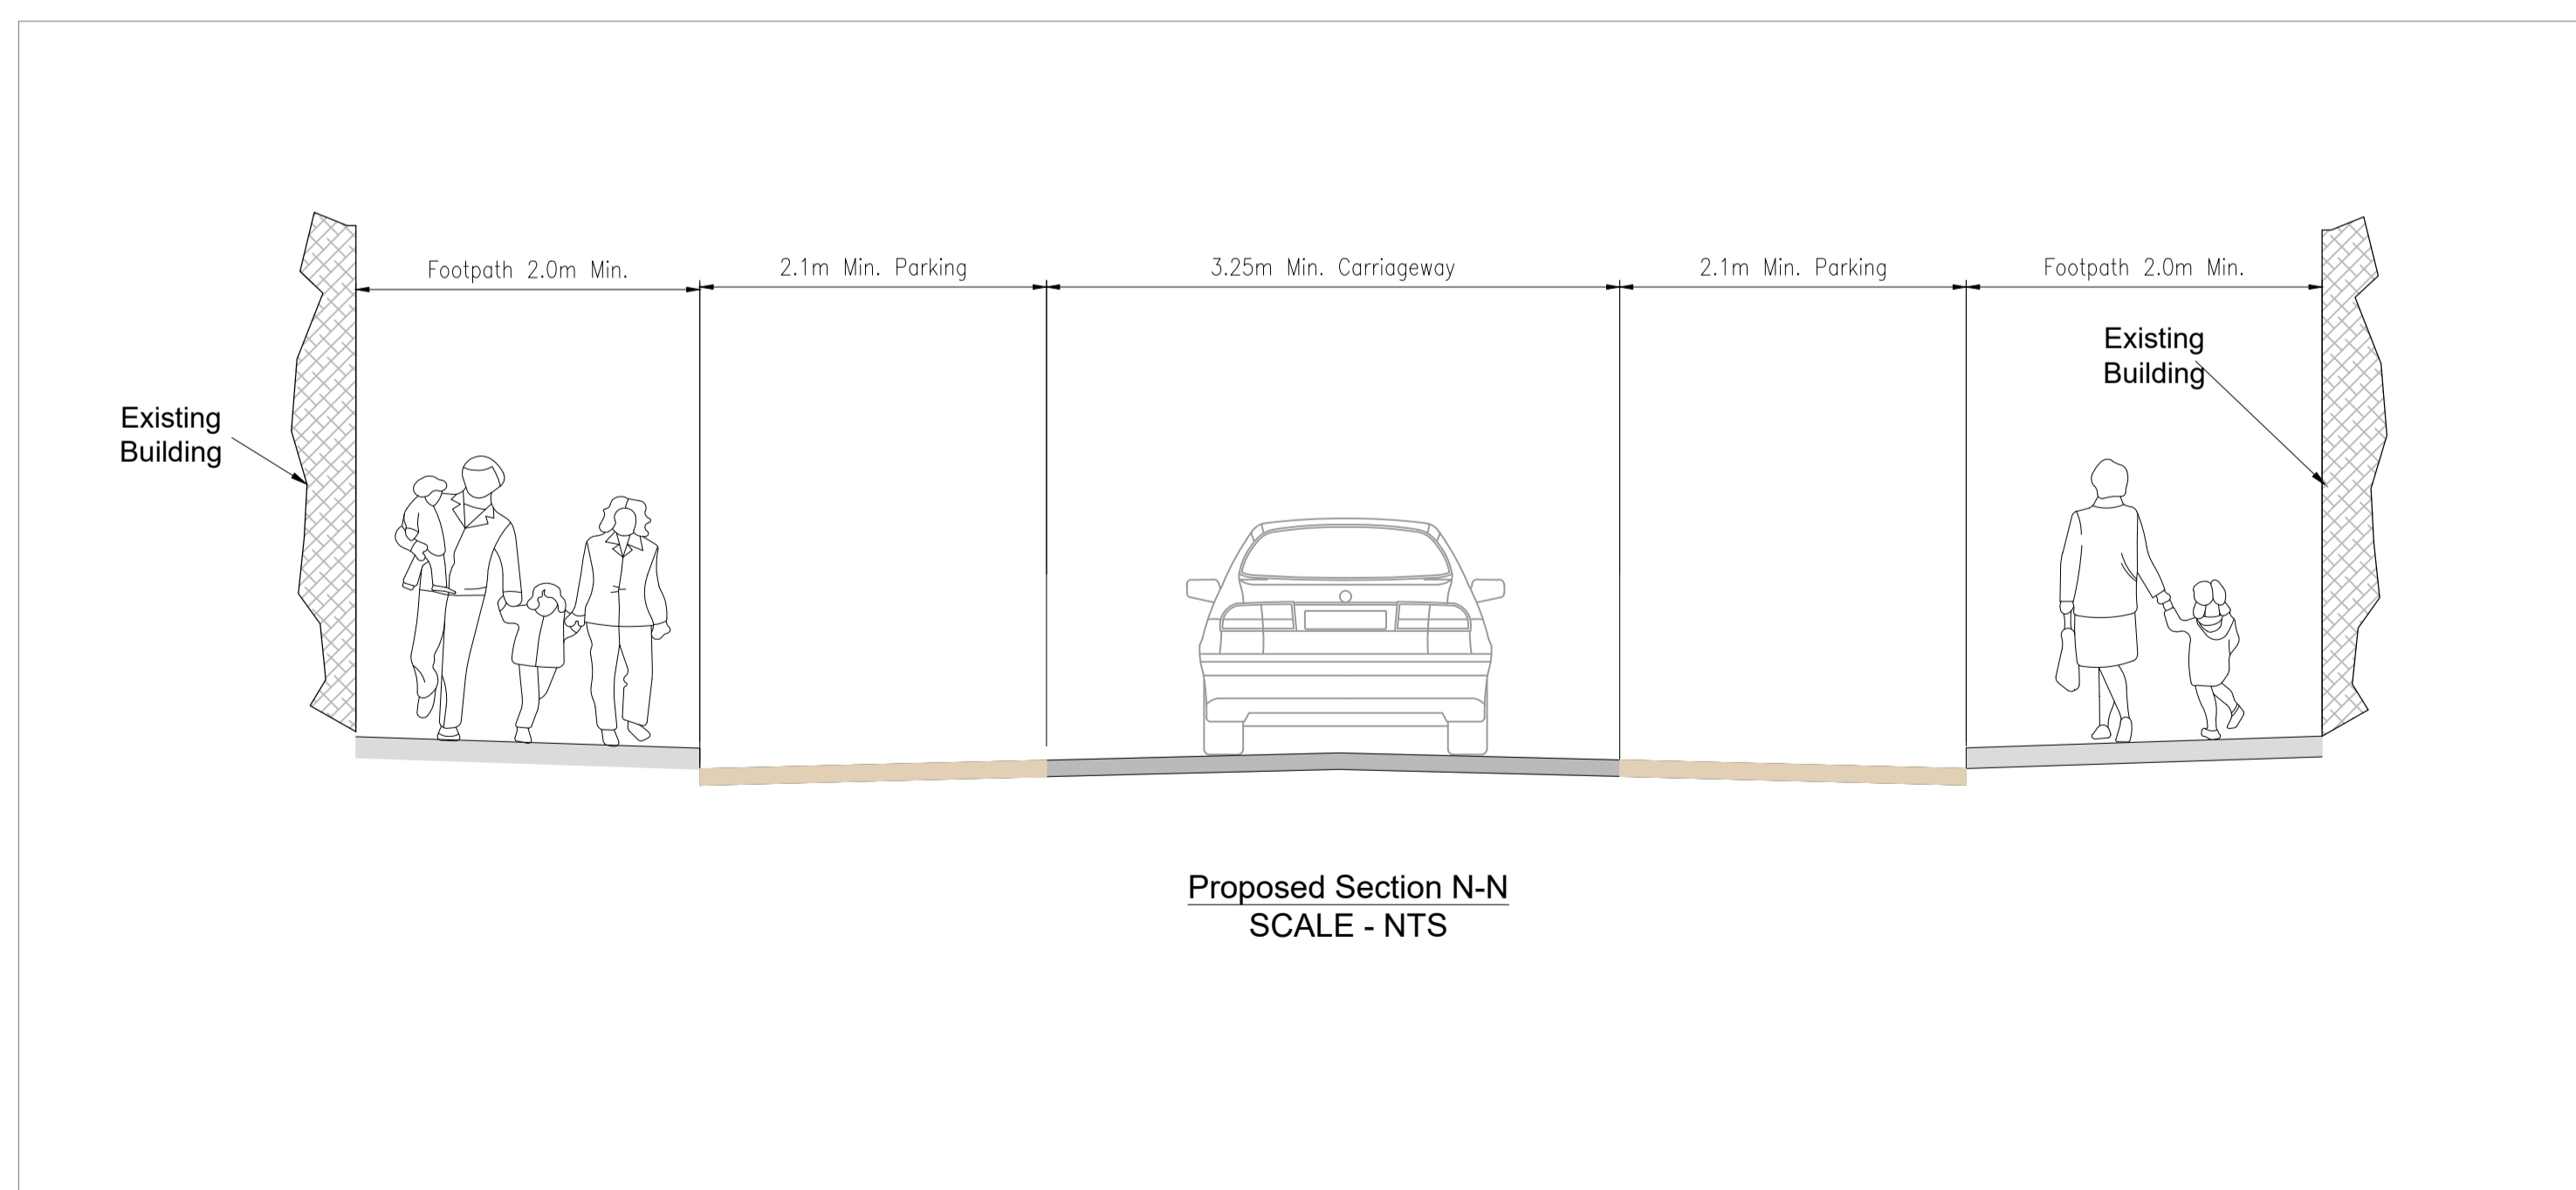 Footpath 2.0m Min.
2.1m Min. Parking
3.25m Min. Carriageway
2.1m Min. Parking
Footpath 2.0m Min.
Existing
Building
Existing
Building
Proposed Section N-N
SCALE - NTS